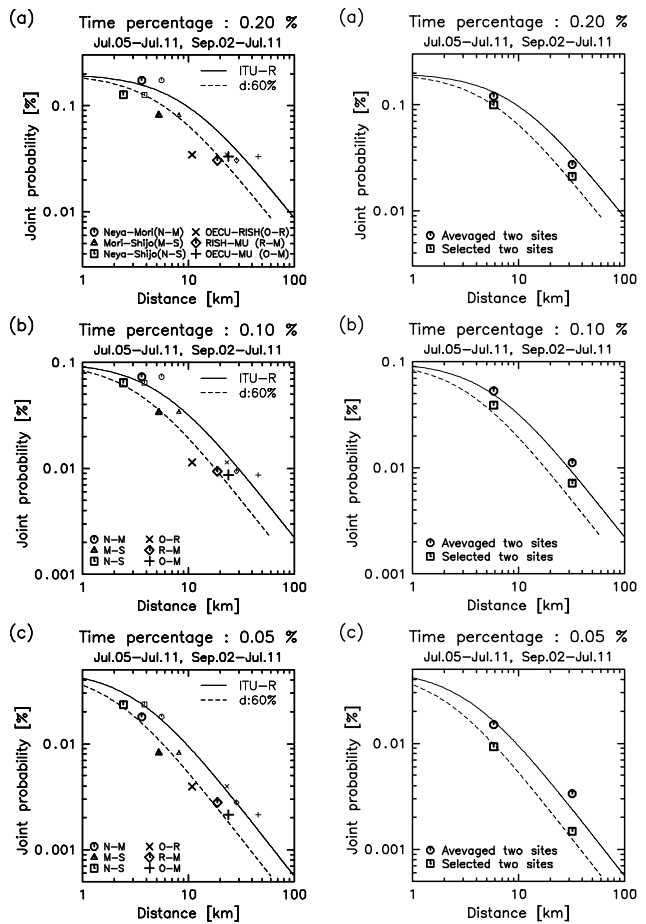 (a) Time percentage : 0.20 %
Jul.05−Jul.11, Sep.02−Jul.11
Joint probability [%]
0.1
0.01
ITU−R
d:60%
Neya−Mori(N−M)
OECU−RISH(O−R)
Mori−Shijo(M−S)
RISH−MU (R−M)
Neya−Shijo(N−S)
OECU−MU (O−M)
1 10 100
Distance [km]
(a) Time percentage : 0.20 %
Jul.05−Jul.11, Sep.02−Jul.11
Joint probability [%]
0.1
0.01
Avevaged two sites
Selected two sites
1 10 100
Distance [km]
(b) Time percentage : 0.10 %
Jul.05−Jul.11, Sep.02−Jul.11
Joint probability [%]
0.1
0.01
0.001
ITU−R
d:60%
N−M O−R
M−S R−M
N−S O−M
1 10 100
Distance [km]
(b) Time percentage : 0.10 %
Jul.05−Jul.11, Sep.02−Jul.11
Joint probability [%]
0.1
0.01
0.001
Avevaged two sites
Selected two sites
1 10 100
Distance [km]
(c) Time percentage : 0.05 %
Jul.05−Jul.11, Sep.02−Jul.11
Joint probability [%]
0.01
0.001
ITU−R
d:60%
N−M O−R
M−S R−M
N−S O−M
1 10 100
Distance [km]
(c) Time percentage : 0.05 %
Jul.05−Jul.11, Sep.02−Jul.11
Joint probability [%]
0.01
0.001
Avevaged two sites
Selected two sites
1 10 100
Distance [km]